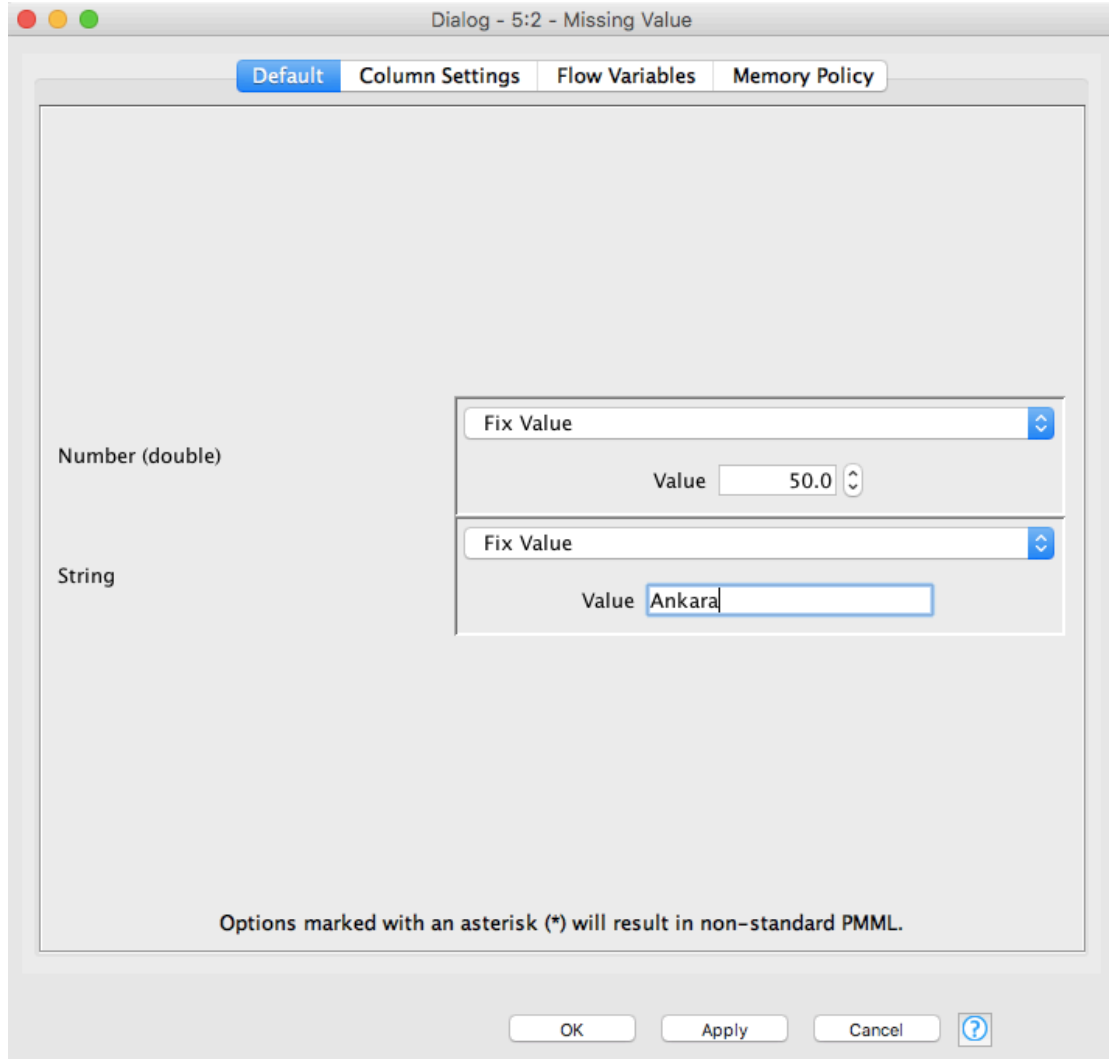 Dialog - 5:2 - Missing Value
Default Column Settings Flow Variables Memory Policy
Number (double)
Fix Value
Value 50.0
String
Fix Value
Value Ankara
Options marked with an asterisk (*) will result in non-standard PMML.
OK Apply Cancel ?